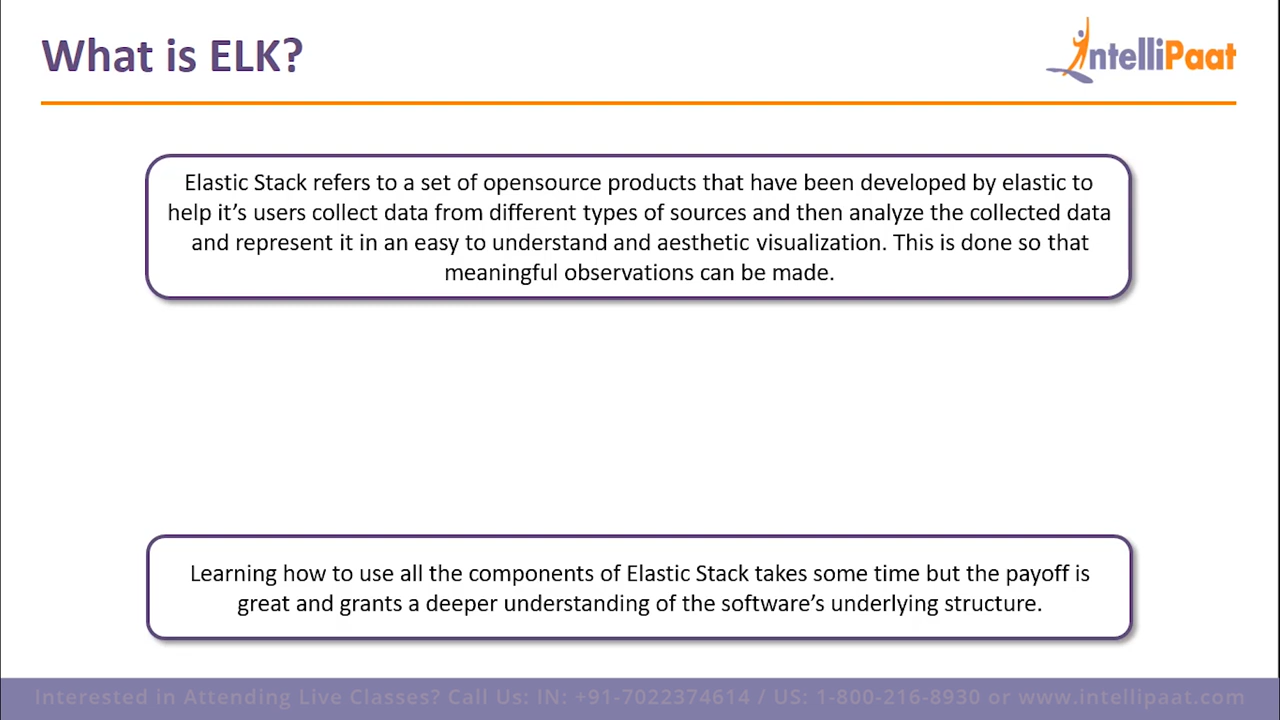 What is ELK?
IntelliPaat
Elastic Stack refers to a set of opensource products that have been developed by elastic to
help it’s users collect data from different types of sources and then analyze the collected data
and represent it in an easy to understand and aesthetic visualization. This is done so that
meaningful observations can be made.
Learning how to use all the components of Elastic Stack takes some time but the payoff is
great and grants a deeper understanding of the software’s underlying structure.
Interested in Attending Live Classes? Call Us: IN: +91-7022374614 / US: 1-800-216-8930 or www.intellipaat.com